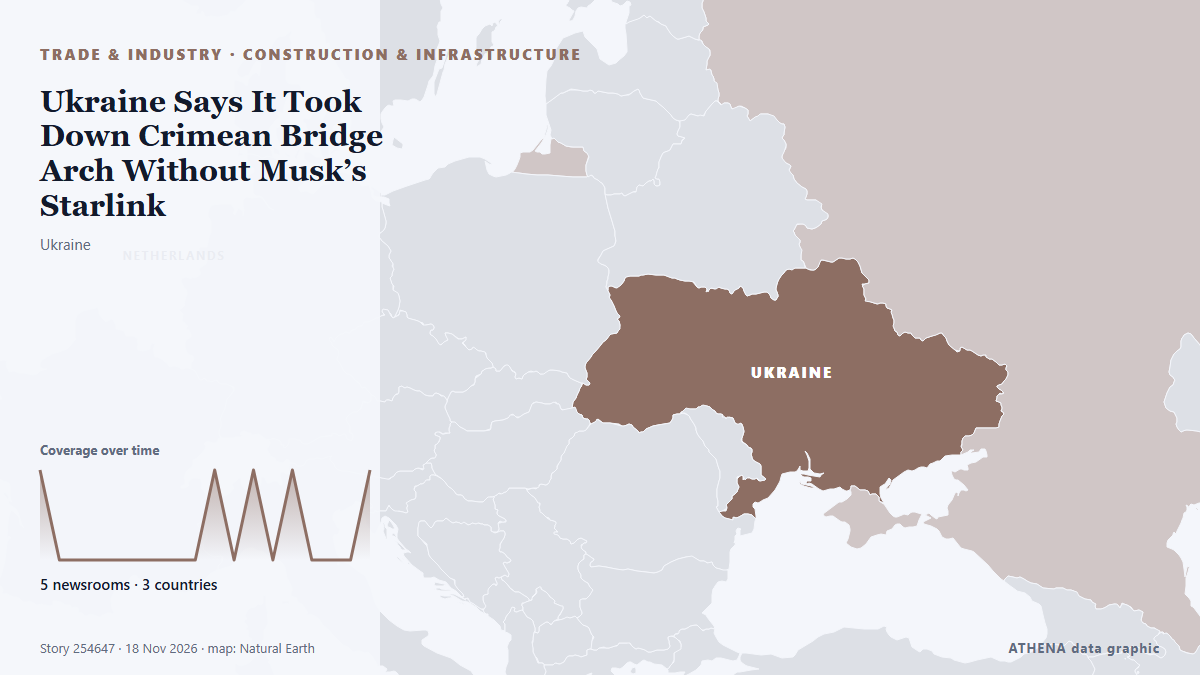 TRADE & INDUSTRY · CONSTRUCTION & INFRASTRUCTURE
Ukraine Says It Took
Down Crimean Bridge
Arch Without Musk’s
Starlink
Ukraine
NETHERLANDS
UKRAINE
Coverage over time
5 newsrooms · 3 countries
Story 254647 · 18 Nov 2026 · map: Natural Earth
ATHENA data graphic